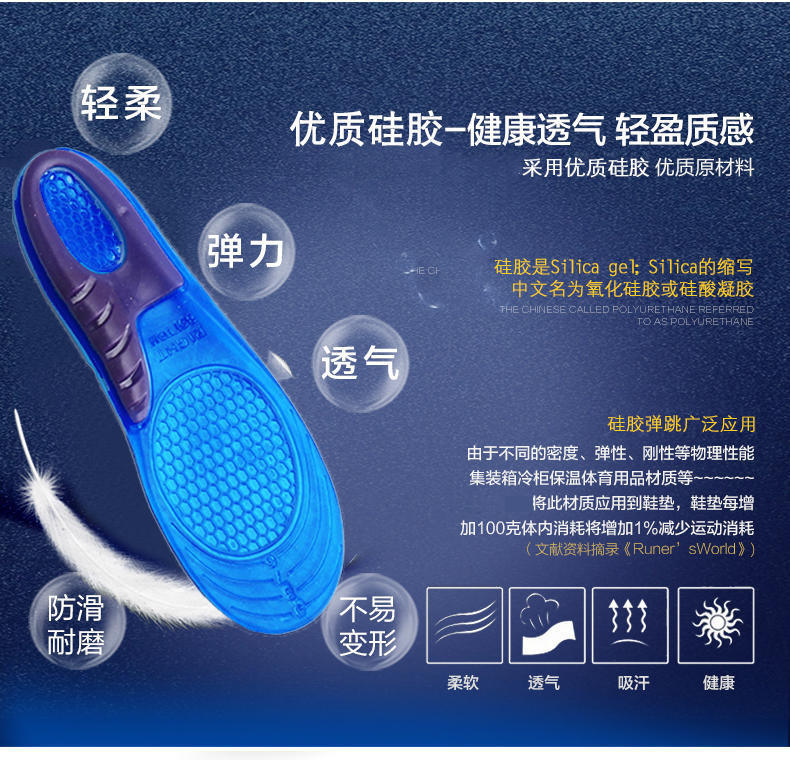 轻柔
优质硅胶-健康透气 轻盈质感
采用优质硅胶 优质原材料
弹力
硅胶是Silica gel; Silica的缩写
中文名为氧化硅胶或硅酸凝胶
THE CH
THE CHINESE CALLED POLYURETHANE REFERRED
TO AS POLYURETHANE
透气
硅胶弹跳广泛应用
由于不同的密度、弹性、刚性等物理性能
集装箱冷柜保温体育用品材质等~~~~~~
将此材质应用到鞋垫，鞋垫每增
加100克体内消耗将增加1%减少运动消耗
（文献资料摘录《Runer’sWorld》)
防滑
耐磨
不易
变形
柔软
透气
吸汗
健康